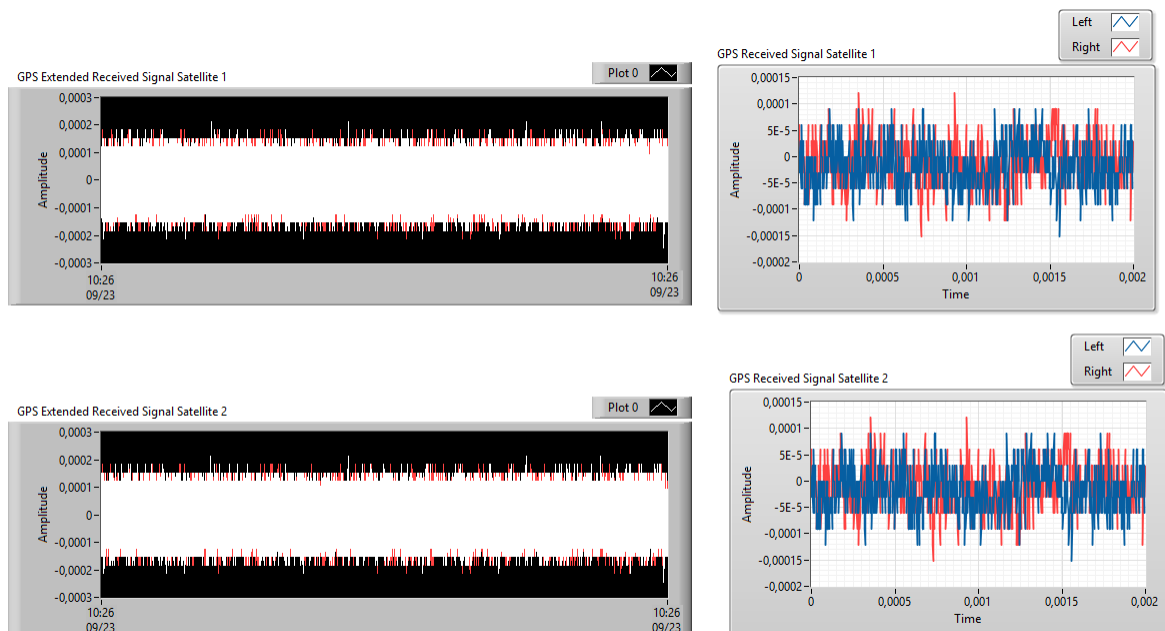 GPS Extended Received Signal Satellite 1
Plot 0
Amplitude
0,0003
0,0002
0,0001
0
-0,0001
-0,0002
-0,0003
10:26
09/23
10:26
09/23
Left
Right
GPS Received Signal Satellite 1
Amplitude
0,00015
0,0001
5E-5
0
-5E-5
-0,0001
-0,00015
-0,0002
0 0,0005 0,001 0,0015 0,002
Time
GPS Extended Received Signal Satellite 2
Plot 0
Amplitude
0,0003
0,0002
0,0001
0
-0,0001
-0,0002
-0,0003
10:26
09/23
10:26
09/23
Left
Right
GPS Received Signal Satellite 2
Amplitude
0,00015
0,0001
5E-5
0
-5E-5
-0,0001
-0,00015
-0,0002
0 0,0005 0,001 0,0015 0,002
Time